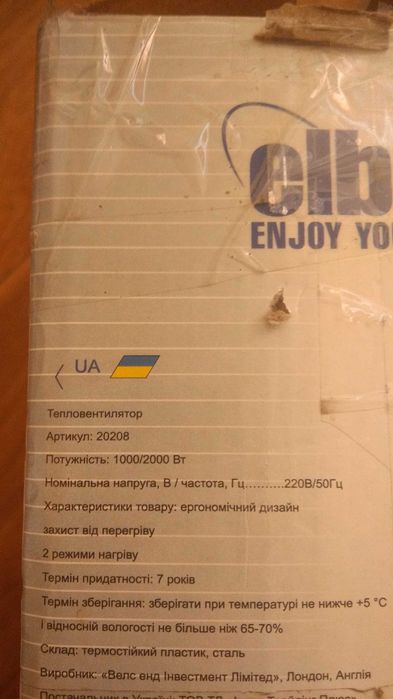 elb
ENJOY YO
UA
Тепловентилятор
Артикул: 20208
Потужність: 1000/2000 Вт
Номінальна напруга, В / частота, Гц..........220В/50Гц
Характеристики товару: ергономічний дизайн
захист від перегріву
2 режими нагріву
Термін придатності: 7 років
Термін зберігання: зберігати при температурі не нижче +5 °C
І відносній вологості не більше ніж 65-70%
Склад: термостійкий пластик, сталь
Виробник: «Велс енд Інвестмент Лімітед», Лондон, Англія
Постачальник в Україні: ТОВ